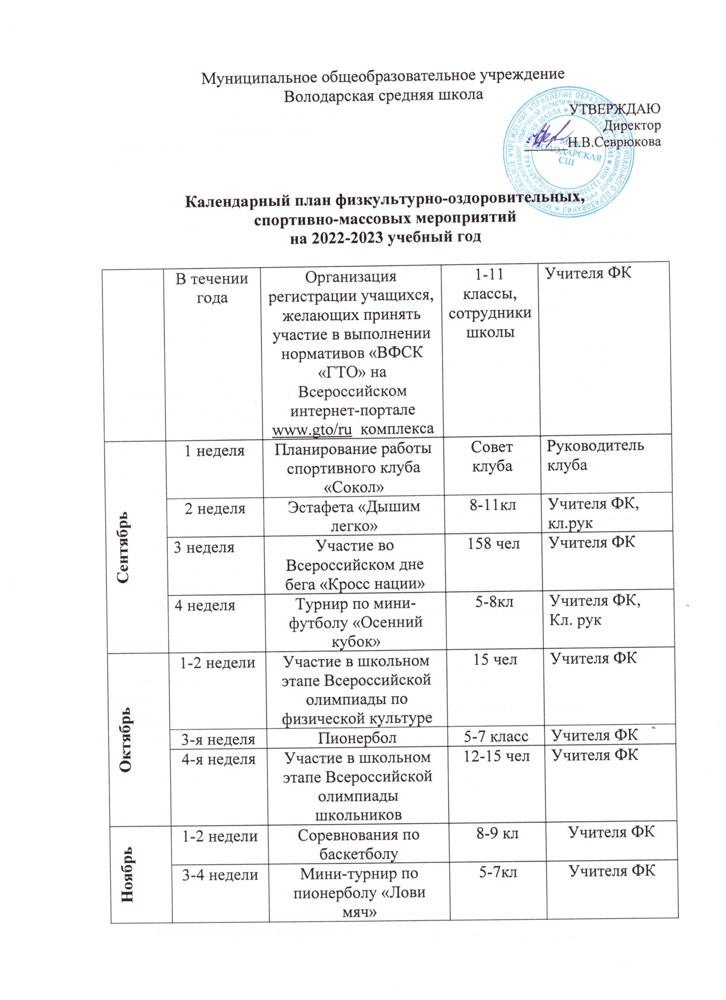 Муниципальное общеобразовательное учреждение
Володарская средняя школа
УТВЕРЖДАЮ
Директор
Н.В.Севрюкова
МОУ
ВОЛОДАРСКАЯ
СШ
Календарный план физкультурно-оздоровительных,
спортивно-массовых мероприятий
на 2022-2023 учебный год
В течении
года
Организация
регистрации учащихся,
желающих принять
участие в выполнении
нормативов «ВФСК
«ГТО» на
Всероссийском
интернет-портале
www.gto/ru комплекса
1-11
классы,
сотрудники
школы
Учителя ФК
Сентябрь
1 неделя
Планирование работы
спортивного клуба
«Сокол»
Совет
клуба
Руководитель
клуба
2 неделя
Эстафета «Дышим
легко»
8-11кл
Учителя ФК,
кл.рук
3 неделя
Участие во
Всероссийском дне
бега «Кросс нации»
158 чел
Учителя ФК
4 неделя
Турнир по мини-
футболу «Осенний
кубок»
5-8кл
Учителя ФК,
Кл. рук
Октябрь
1-2 недели
Участие в школьном
этапе Всероссийской
олимпиады по
физической культуре
15 чел
Учителя ФК
3-я неделя
Пионербол
5-7 класс
Учителя ФК
4-я неделя
Участие в школьном
этапе Всероссийской
олимпиады
школьников
12-15 чел
Учителя ФК
Ноябрь
1-2 недели
Соревнования по
баскетболу
8-9 кл
Учителя ФК
3-4 недели
Мини-турнир по
пионерболу «Лови
мяч»
5-7кл
Учителя ФК